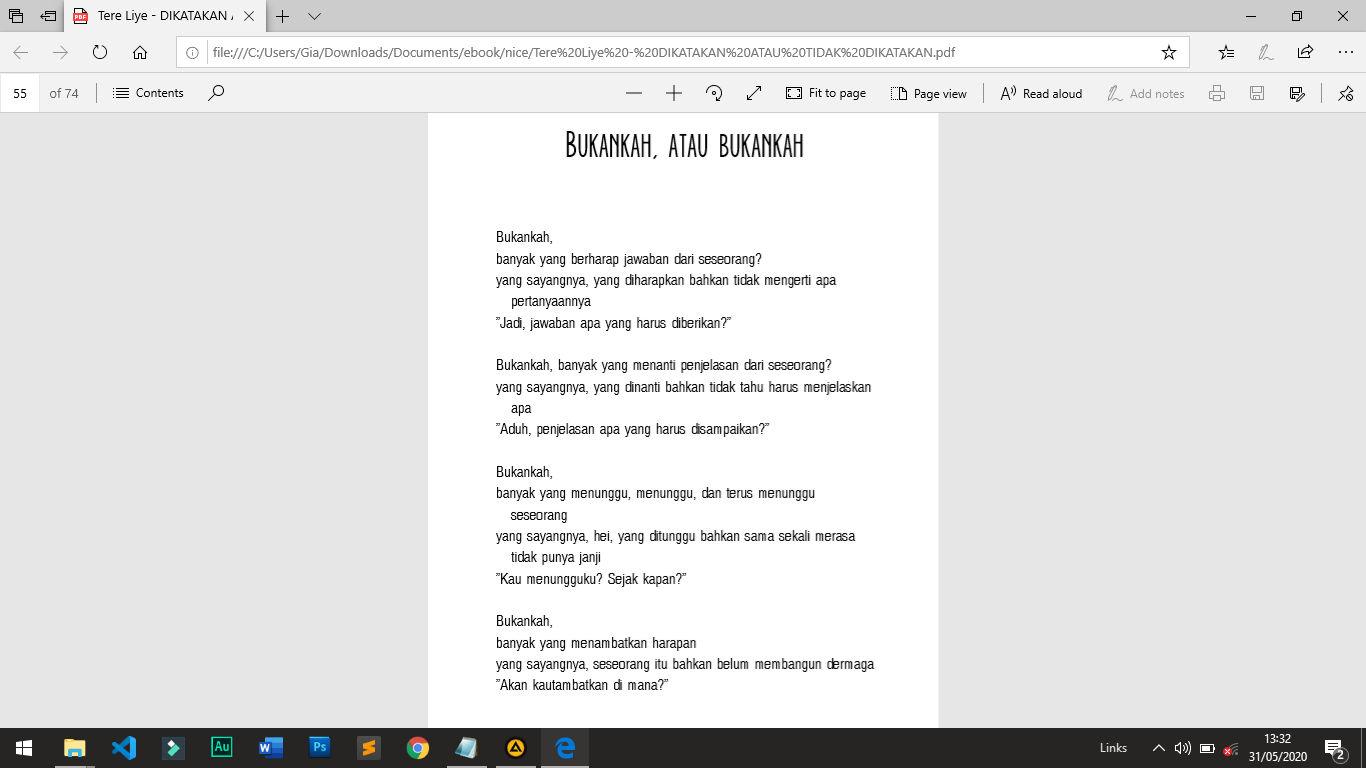 Tere Liye - DIKATAKAN A
file:///C:/Users/Gia/Downloads/Documents/ebook/nice/Tere%20Liye%20-%20DIKATAKAN%20ATAU%20TIDAK%20DIKATAKAN.pdf
55 of 74 Contents Fit to page Page view Read aloud Add notes
Bukankah, atau bukankah
Bukankah,
banyak yang berharap jawaban dari seseorang?
yang sayangnya, yang diharapkan bahkan tidak mengerti apa
pertanyaannya
”Jadi, jawaban apa yang harus diberikan?”
Bukankah, banyak yang menanti penjelasan dari seseorang?
yang sayangnya, yang dinanti bahkan tidak tahu harus menjelaskan
apa
”Aduh, penjelasan apa yang harus disampaikan?”
Bukankah,
banyak yang menunggu, menunggu, dan terus menunggu
seseorang
yang sayangnya, hei, yang ditunggu bahkan sama sekali merasa
tidak punya janji
”Kau menungguku? Sejak kapan?”
Bukankah,
banyak yang menambatkan harapan
yang sayangnya, seseorang itu bahkan belum membangun dermaga
”Akan kautambatkan di mana?”
Au Ps
Links
13:32
31/05/2020
2